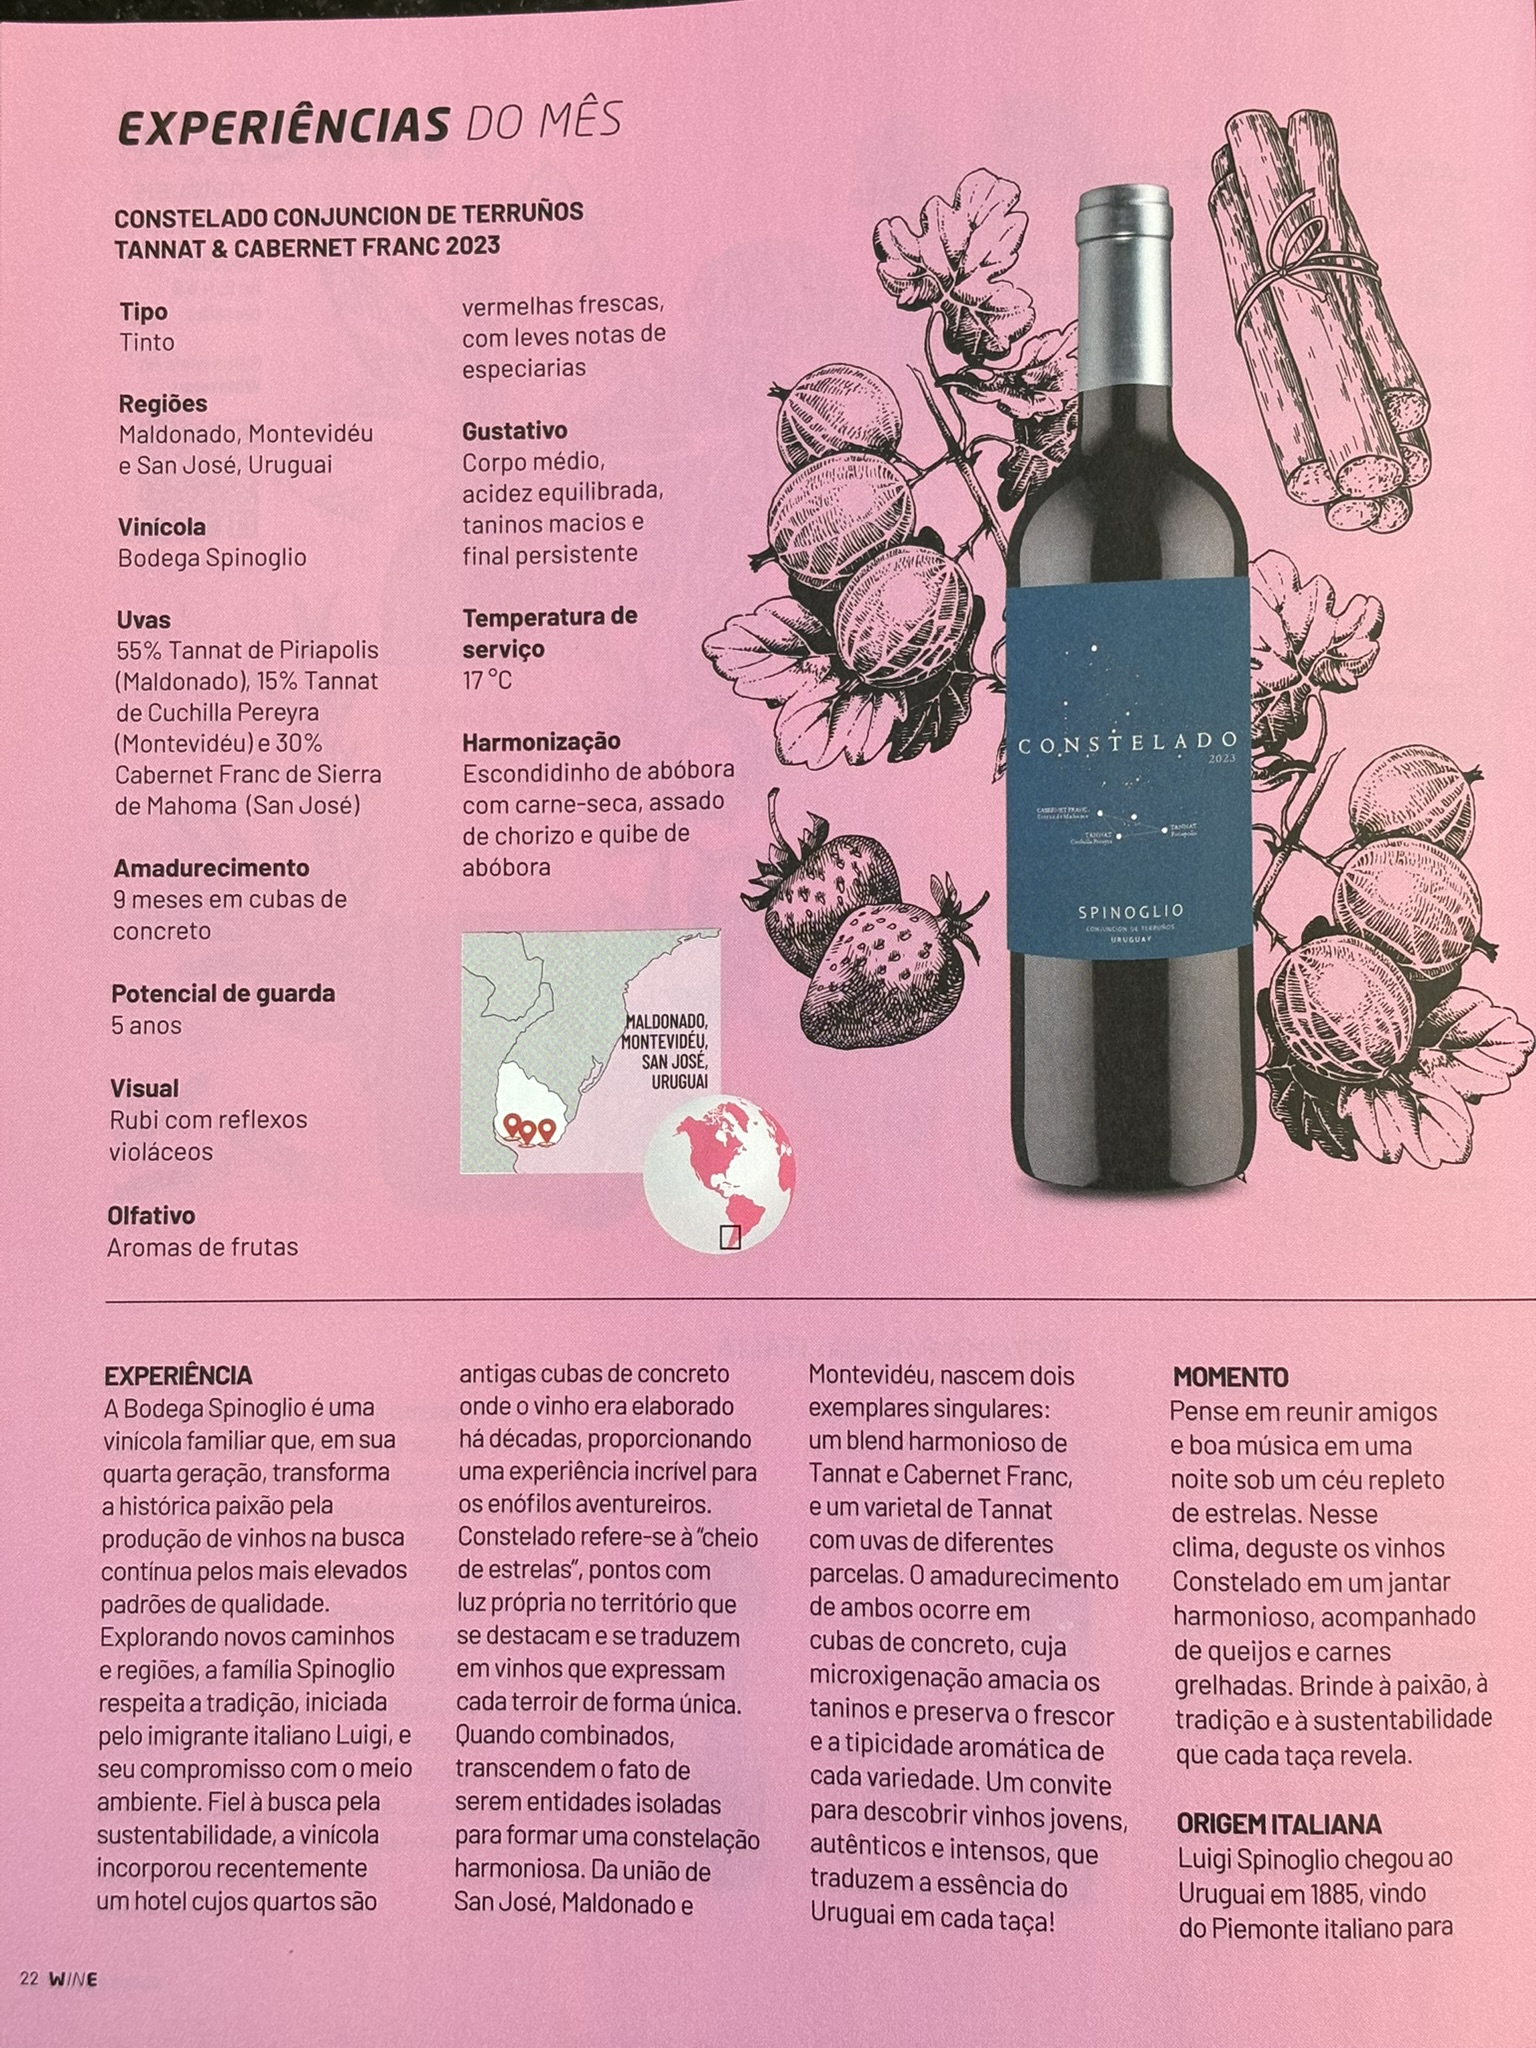 EXPERIÊNCIAS DO MÊS
CONSTELADO CONJUNCION DE TERRUÑOS
TANNAT & CABERNET FRANC 2023
Tipo
Tinto
Regiões
Maldonado, Montevidéu
e San José, Uruguai
Vinícola
Bodega Spinoglio
Uvas
55% Tannat de Piriapolis
(Maldonado), 15% Tannat
de Cuchilla Pereyra
(Montevidéu) e 30%
Cabernet Franc de Sierra
de Mahoma (San José)
Amadurecimento
9 meses em cubas de
concreto
Potencial de guarda
5 anos
Visual
Rubi com reflexos
violáceos
Olfativo
Aromas de frutas
vermelhas frescas,
com leves notas de
especiarias
Gustativo
Corpo médio,
acidez equilibrada,
taninos macios e
final persistente
Temperatura de
serviço
17 °C
Harmonização
Escondidinho de abóbora
com carne-seca, assado
de chorizo e quibe de
abóbora
MALDONADO,
MONTEVIDÉU,
SAN JOSÉ,
URUGUAI
CONSTELADO
2023
CABERNET FRANC
Sierra de Mahoma
TANNAT
Cuchilla Pereyra
TANNAT
Piriapolis
SPINOGLIO
CONJUNCION DE TERRUÑOS
URUGUAY
EXPERIÊNCIA
A Bodega Spinoglio é uma
vinícola familiar que, em sua
quarta geração, transforma
a histórica paixão pela
produção de vinhos na busca
contínua pelos mais elevados
padrões de qualidade.
Explorando novos caminhos
e regiões, a família Spinoglio
respeita a tradição, iniciada
pelo imigrante italiano Luigi, e
seu compromisso com o meio
ambiente. Fiel à busca pela
sustentabilidade, a vinícola
incorporou recentemente
um hotel cujos quartos são
antigas cubas de concreto
onde o vinho era elaborado
há décadas, proporcionando
uma experiência incrível para
os enófilos aventureiros.
Constelado refere-se à "cheio
de estrelas", pontos com
luz própria no território que
se destacam e se traduzem
em vinhos que expressam
cada terroir de forma única.
Quando combinados,
transcendem o fato de
serem entidades isoladas
para formar uma constelação
harmoniosa. Da união de
San José, Maldonado e
Montevidéu, nascem dois
exemplares singulares:
um blend harmonioso de
Tannat e Cabernet Franc,
e um varietal de Tannat
com uvas de diferentes
parcelas. O amadurecimento
de ambos ocorre em
cubas de concreto, cuja
microxigenação amacia os
taninos e preserva o frescor
e a tipicidade aromática de
cada variedade. Um convite
para descobrir vinhos jovens,
autênticos e intensos, que
traduzem a essência do
Uruguai em cada taça!
MOMENTO
Pense em reunir amigos
e boa música em uma
noite sob um céu repleto
de estrelas. Nesse
clima, deguste os vinhos
Constelado em um jantar
harmonioso, acompanhado
de queijos e carnes
grelhadas. Brinde à paixão, à
tradição e à sustentabilidade
que cada taça revela.
ORIGEM ITALIANA
Luigi Spinoglio chegou ao
Uruguai em 1885, vindo
do Piemonte italiano para
22 WINE